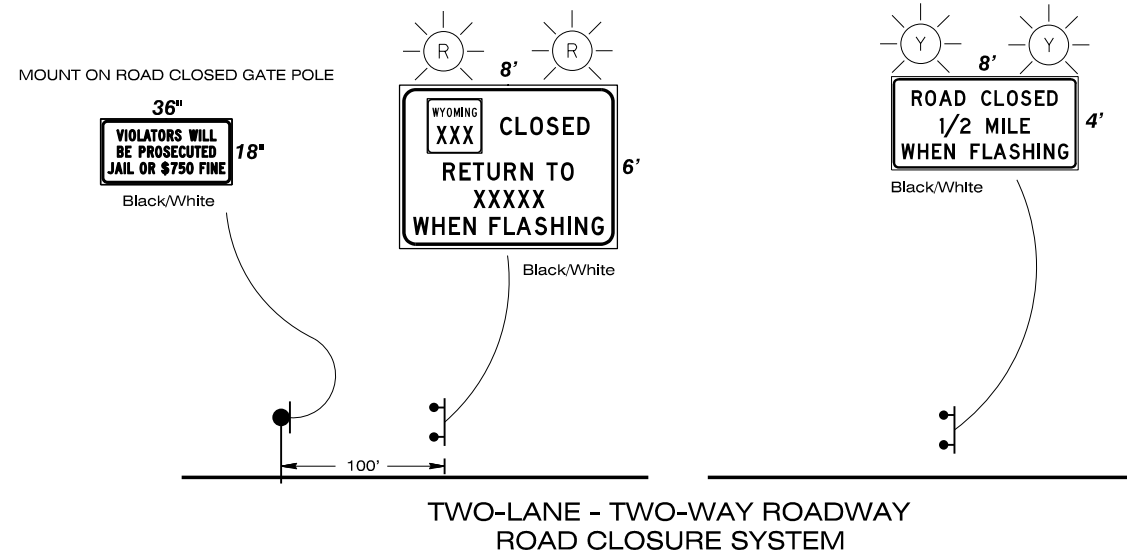 MOUNT ON ROAD CLOSED GATE POLE
36"
VIOLATORS WILL
BE PROSECUTED
JAIL OR $750 FINE
18"
Black/White
R
R
8'
WYOMING
XXX
CLOSED
RETURN TO
XXXXX
WHEN FLASHING
6'
Black/White
Y
Y
8'
ROAD CLOSED
1/2 MILE
WHEN FLASHING
4'
Black/White
100'
TWO-LANE - TWO-WAY ROADWAY
ROAD CLOSURE SYSTEM